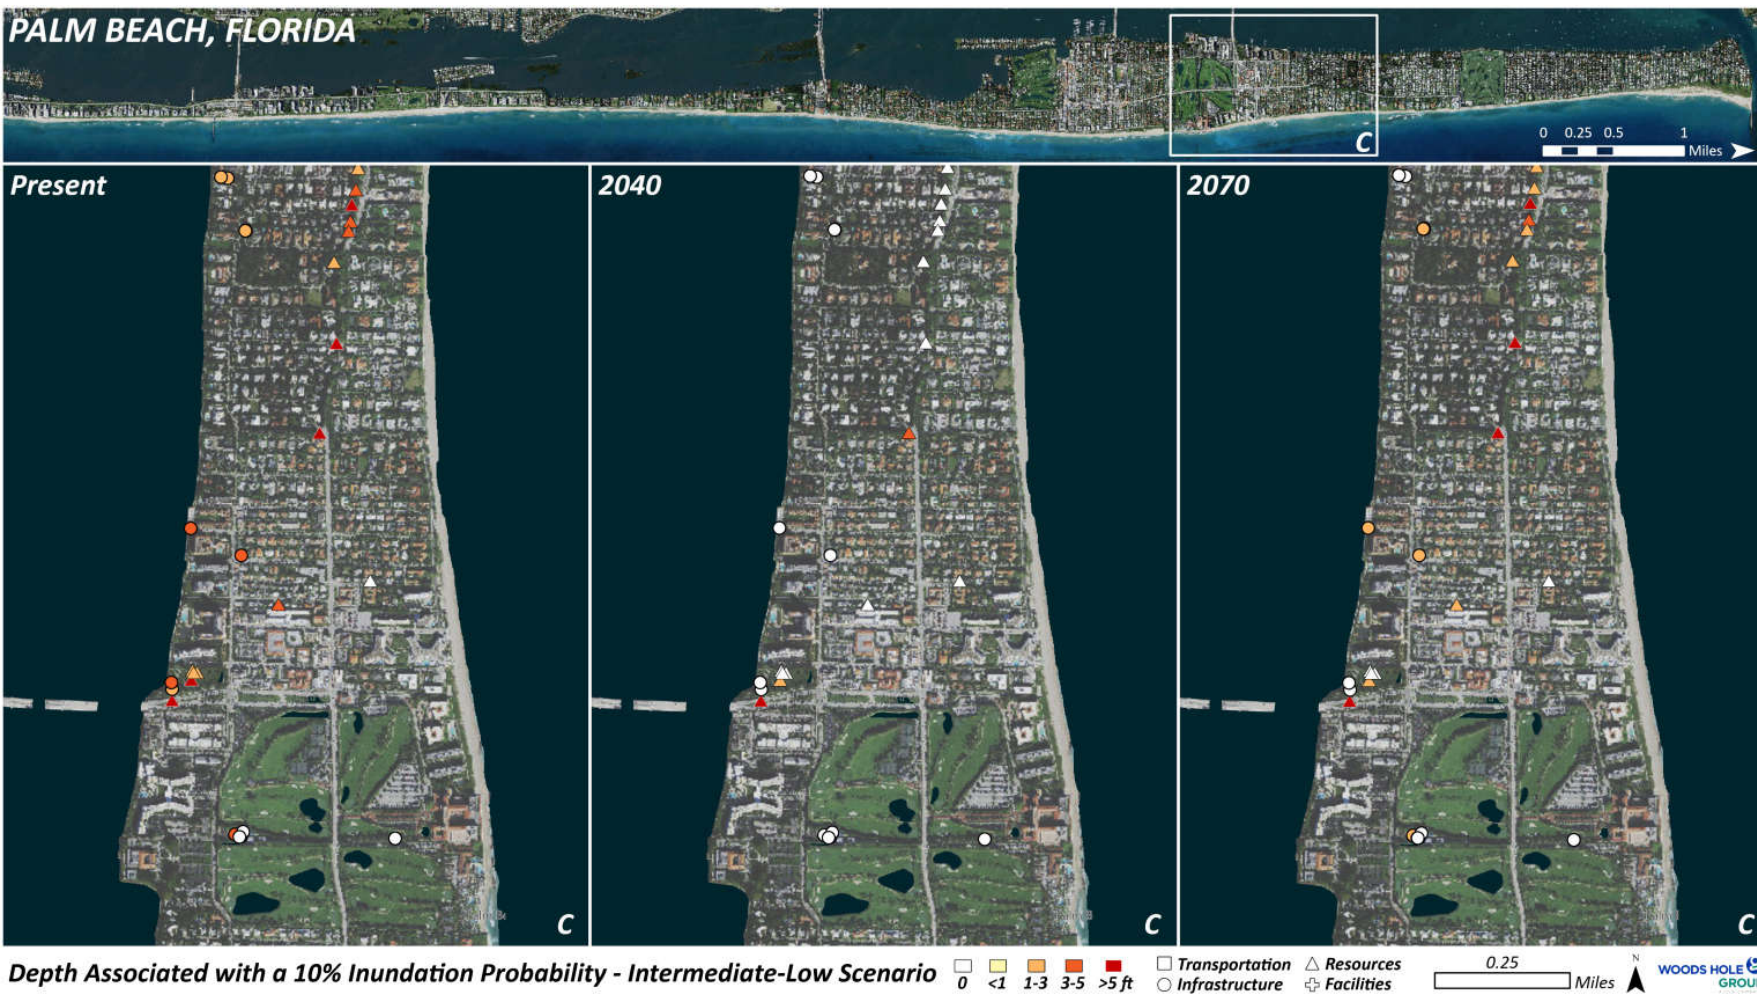 PALM BEACH, FLORIDA
C
0 0.25 0.5 1
Miles
Present
2040
2070
C
C
C
Depth Associated with a 10% Inundation Probability - Intermediate-Low Scenario
0 <1 1-3 3-5 >5 ft
Transportation
Resources
Infrastructure
Facilities
0.25
Miles
N
WOODS HOLE
GROU